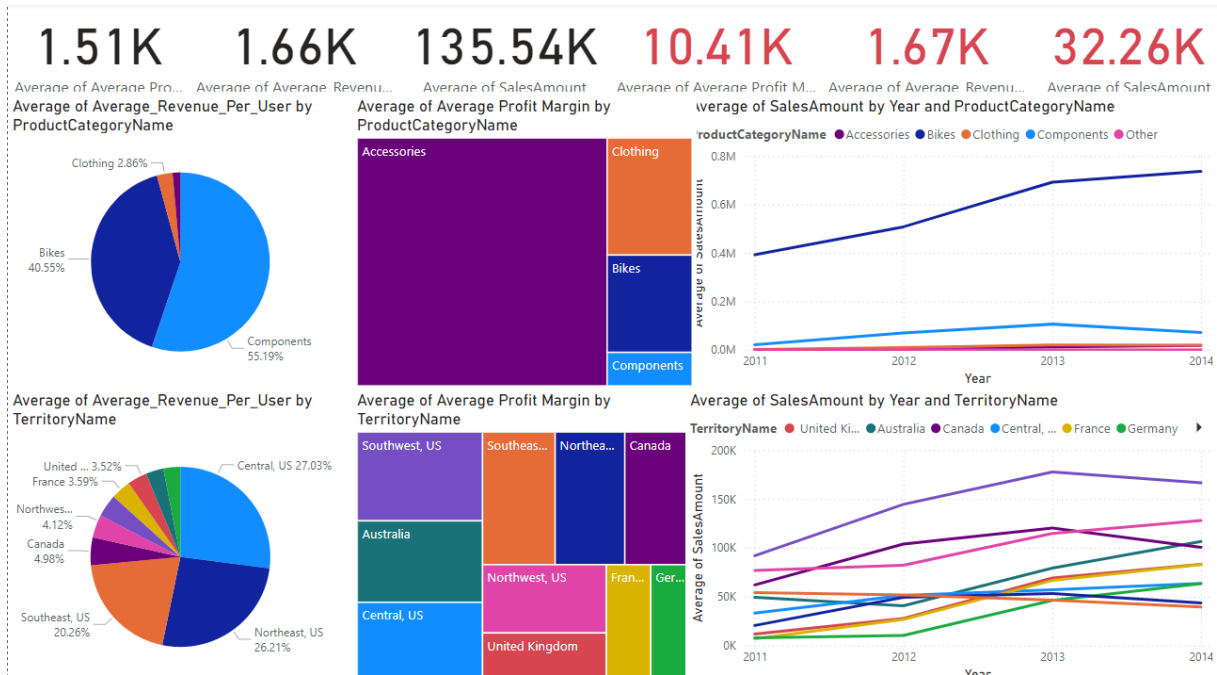 1.51K
1.66K
135.54K
10.41K
1.67K
32.26K
Average of Average Pro...
Average of Average_Revenu...
Average of SalesAmount
Average of Average Profit M...
Average of Average_Revenu...
Average of SalesAmount
Average of Average_Revenue_Per_User by
ProductCategoryName
Clothing 2.86%
Bikes
40.55%
Components
55.19%
Average of Average Profit Margin by
ProductCategoryName
Accessories
Clothing
Bikes
Components
Average of SalesAmount by Year and ProductCategoryName
ProductCategoryName Accessories Bikes Clothing Components Other
Average of SalesAmount
0.8M
0.6M
0.4M
0.2M
0.0M
2011
2012
2013
2014
Year
Average of Average_Revenue_Per_User by
TerritoryName
United ... 3.52%
France 3.59%
Northwes...
4.12%
Canada
4.98%
Southeast, US
20.26%
Central, US 27.03%
Northeast, US
26.21%
Average of Average Profit Margin by
TerritoryName
Southwest, US
Australia
Central, US
Southeas...
Northea...
Canada
Northwest, US
United Kingdom
Fran...
Ger...
Average of SalesAmount by Year and TerritoryName
TerritoryName United Ki... Australia Canada Central, ... France Germany
Average of SalesAmount
200K
150K
100K
50K
0K
2011
2012
2013
2014
Year